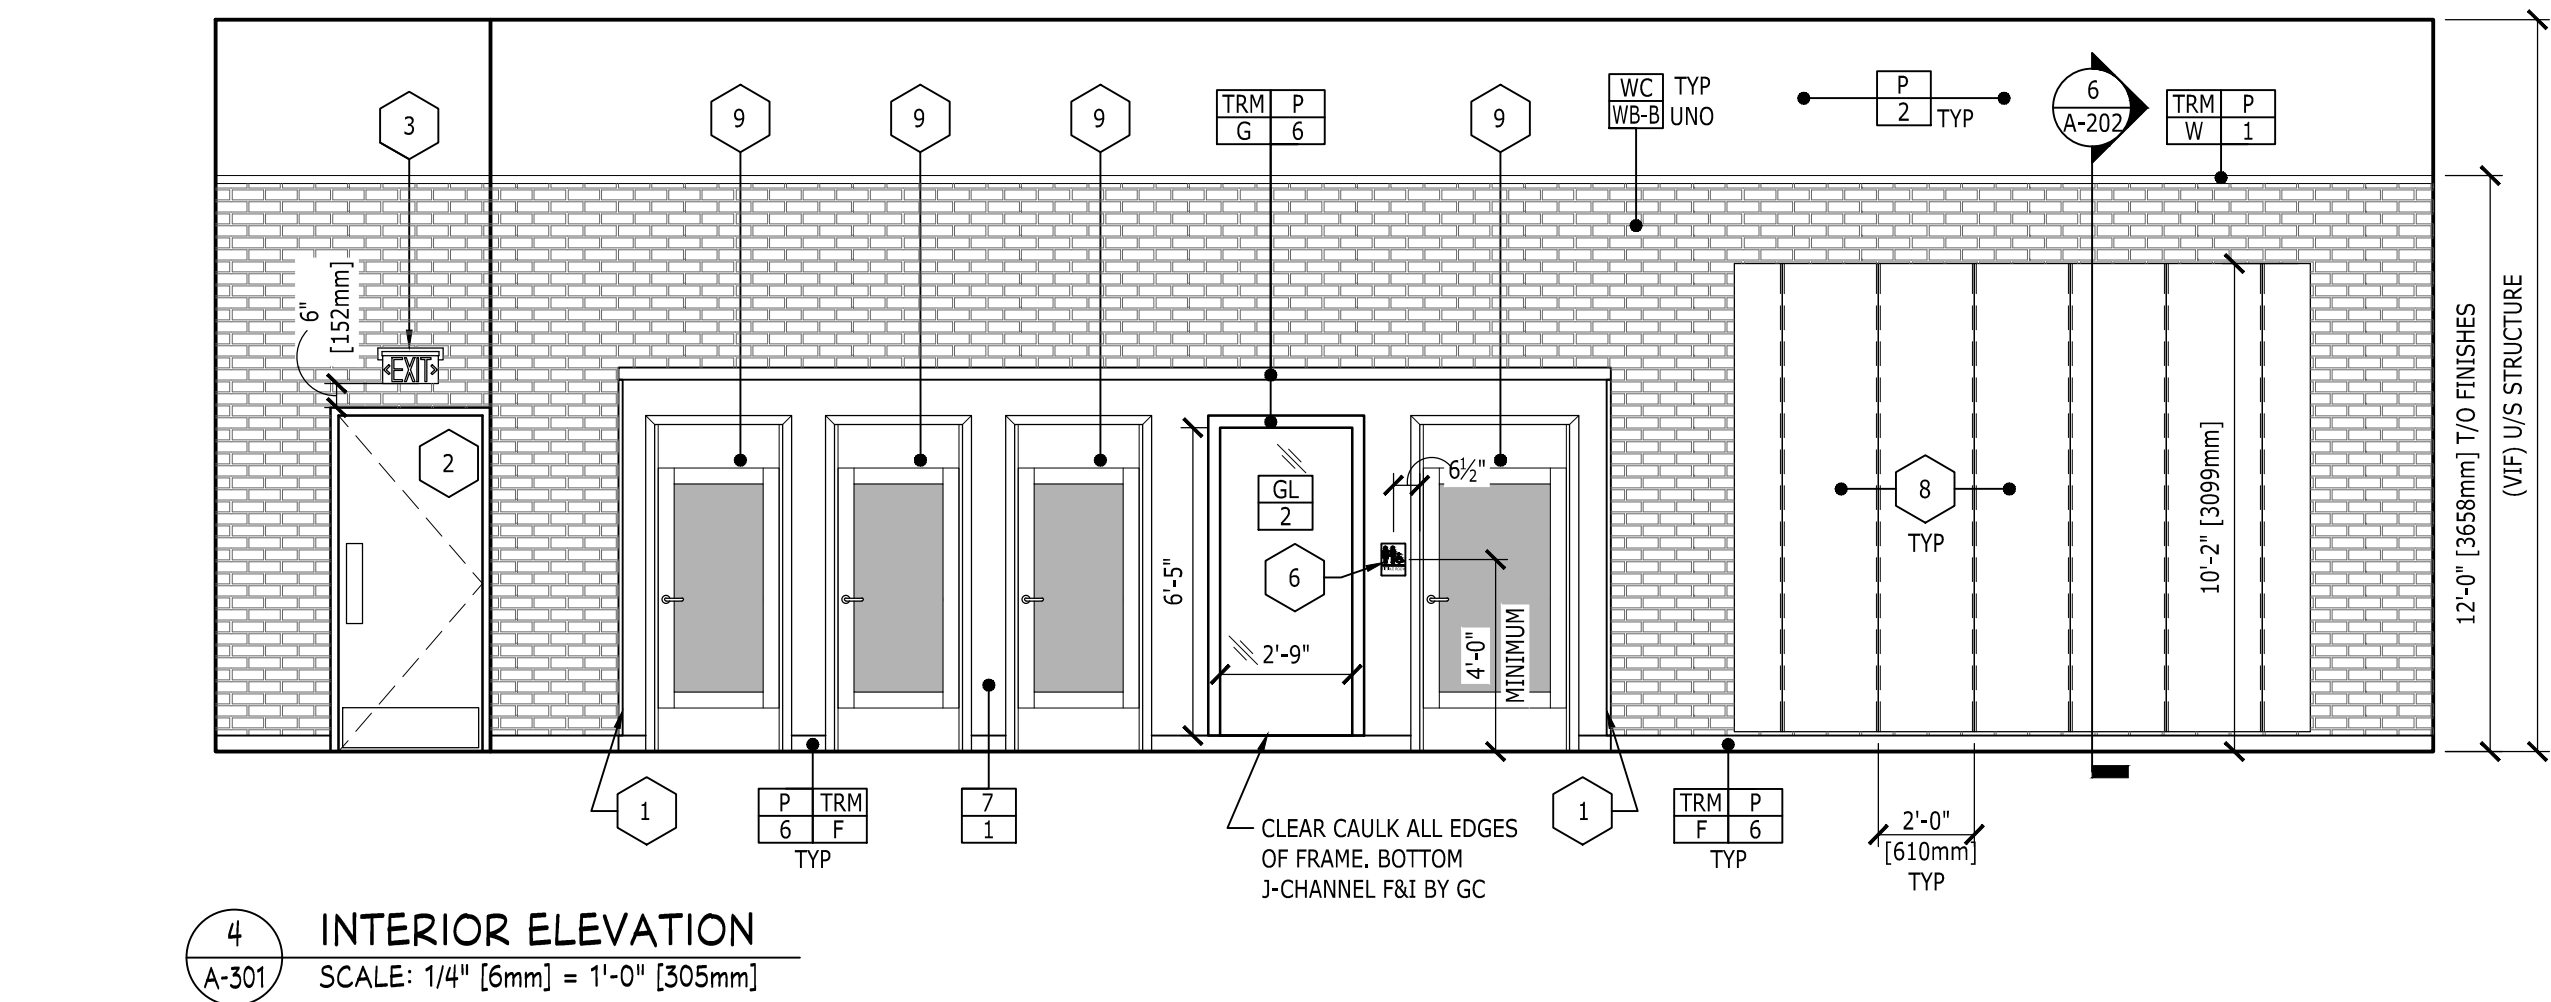 3
9
9
9
TRM P
G 6
9
WC TYP
WB-B UNO
P
2 TYP
6
A-202
TRM P
W 1
6"
[152mm]
<EXIT>
2
6'-5"
GL
2
6
2'-9"
6½"
4'-0"
MINIMUM
8
TYP
10'-2" [3099mm]
12'-0" [3658mm] T/O FINISHES
(VIF) U/S STRUCTURE
1
P TRM
6 F
TYP
7
1
CLEAR CAULK ALL EDGES
OF FRAME. BOTTOM
J-CHANNEL F&I BY GC
1
TRM P
F 6
TYP
2'-0"
[610mm]
TYP
4
A-301
INTERIOR ELEVATION
SCALE: 1/4" [6mm] = 1'-0" [305mm]